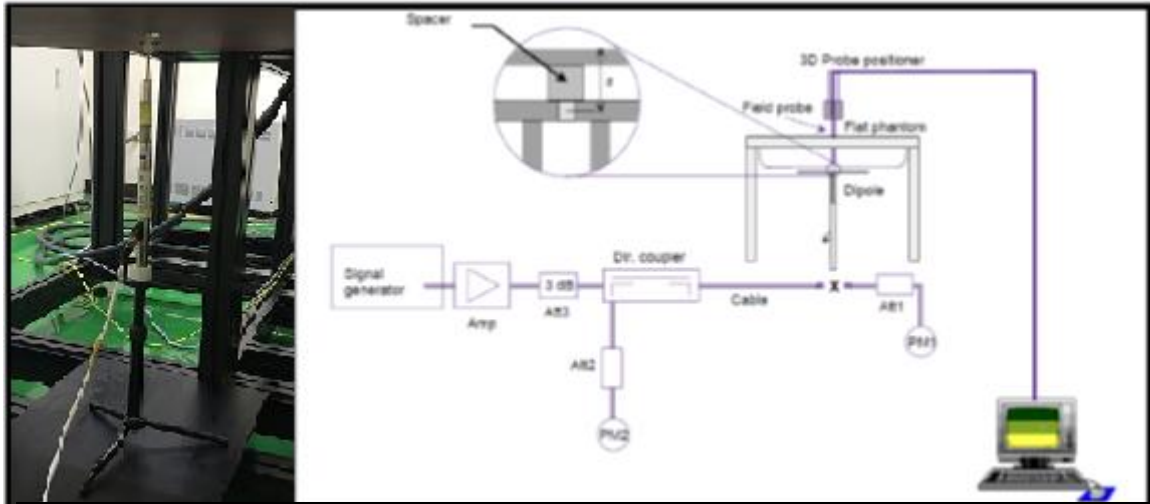 Spacer
s
3D Probe positioner
Field probe
Flat phantom
Dipole
Signal
generator
Amp
3 dB
Att3
Dir. coupler
Cable
x
Att1
PM1
Att2
PM2